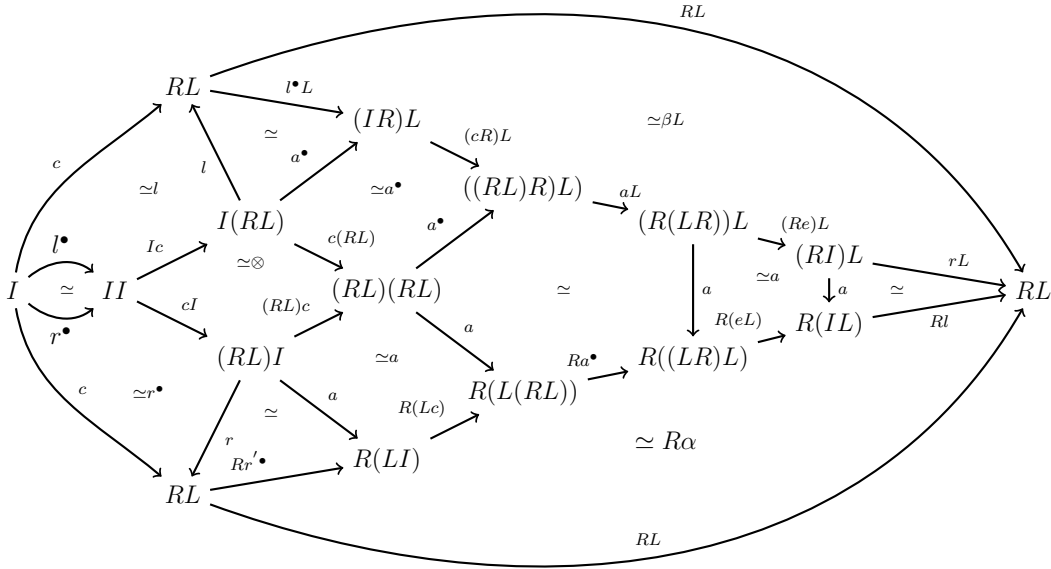 RL
RL
l•L
(IR)L
(cR)L
≃βL
≃
a•
c
l
≃l
≃a•
((RL)R)L)
aL
(R(LR))L
(Re)L
I(RL)
c(RL)
a•
(RI)L
rL
l•
Ic
≃⊗
≃a
I
≃
II
(RL)(RL)
≃
a
a
≃
RL
r•
cI
(RL)c
R(eL)
R(IL)
Rl
a
(RL)I
≃a
Ra•
R((LR)L)
c
≃r•
≃
a
R(Lc)
R(L(RL))
r
Rr′•
R(LI)
≃ Rα
RL
RL